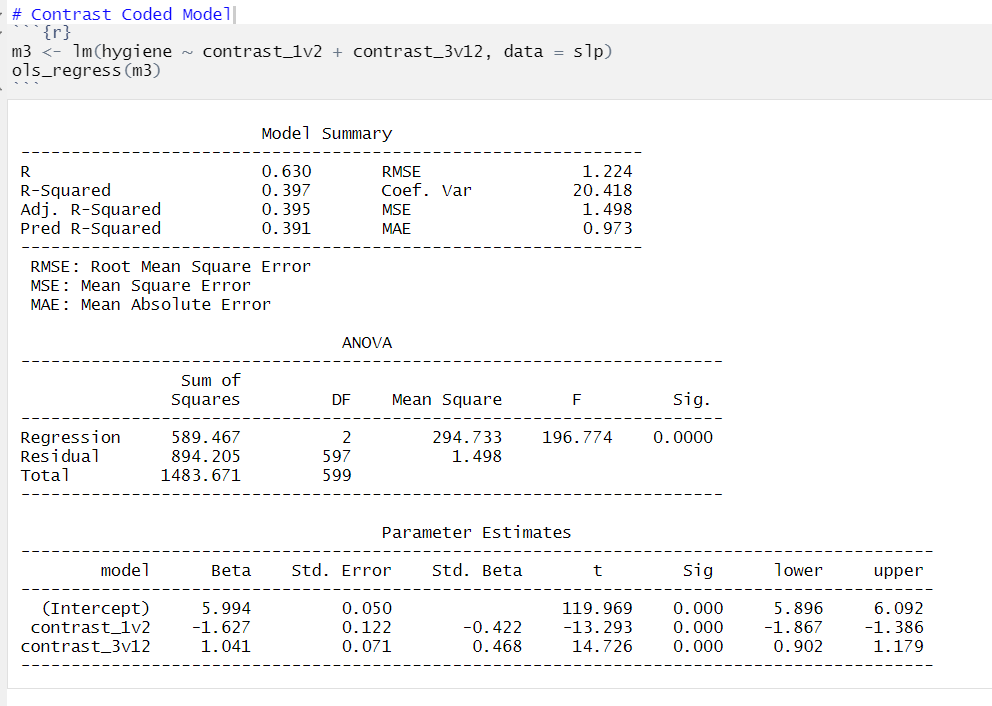 # Contrast Coded Model
```{r}
m3 <- lm(hygiene ~ contrast_1v2 + contrast_3v12, data = slp)
ols_regress(m3)
```
Model Summary
---------------------------------------------------------------
R 0.630 RMSE 1.224
R-Squared 0.397 Coef. Var 20.418
Adj. R-Squared 0.395 MSE 1.498
Pred R-Squared 0.391 MAE 0.973
---------------------------------------------------------------
RMSE: Root Mean Square Error
MSE: Mean Square Error
MAE: Mean Absolute Error
ANOVA
-----------------------------------------------------------------------
Sum of
Squares DF Mean Square F Sig.
-----------------------------------------------------------------------
Regression 589.467 2 294.733 196.774 0.0000
Residual 894.205 597 1.498
Total 1483.671 599
-----------------------------------------------------------------------
Parameter Estimates
--------------------------------------------------------------------------------------------
model Beta Std. Error Std. Beta t Sig lower upper
--------------------------------------------------------------------------------------------
(Intercept) 5.994 0.050 119.969 0.000 5.896 6.092
contrast_1v2 -1.627 0.122 -0.422 -13.293 0.000 -1.867 -1.386
contrast_3v12 1.041 0.071 0.468 14.726 0.000 0.902 1.179
--------------------------------------------------------------------------------------------